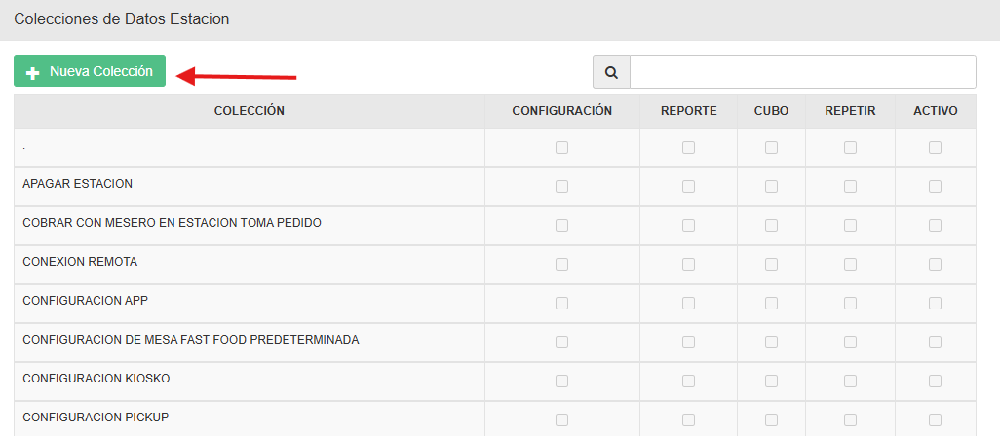 Colecciones de Datos Estacion
Nueva Colección
COLECCIÓN CONFIGURACIÓN REPORTE CUBO REPETIR ACTIVO
.
APAGAR ESTACION
COBRAR CON MESERO EN ESTACION TOMA PEDIDO
CONEXION REMOTA
CONFIGURACION APP
CONFIGURACION DE MESA FAST FOOD PREDETERMINADA
CONFIGURACION KIOSKO
CONFIGURACION PICKUP